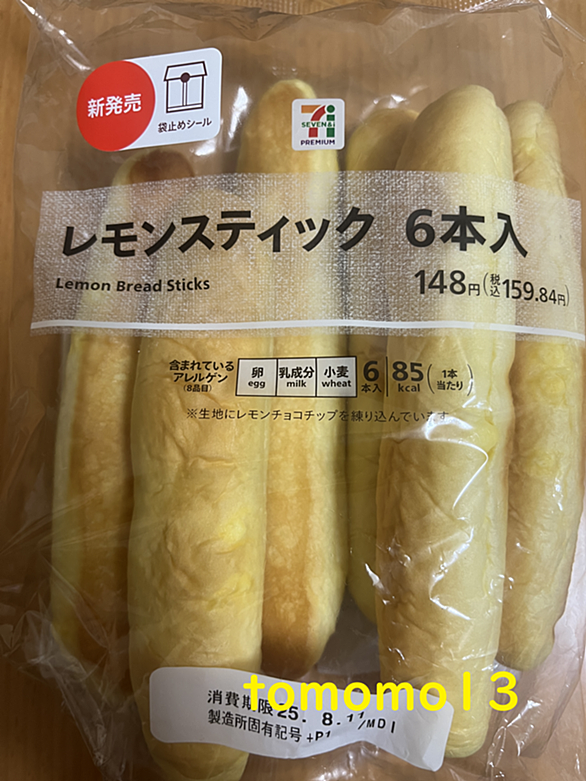 新発売
袋止めシール
7i
SEVEN&i
PREMIUM
レモンスティック 6本入
Lemon Bread Sticks
148円(税込159.84円)
含まれている
アレルゲン
(8品目)
卵 egg
乳成分 milk
小麦 wheat
6本入
85kcal
(1本当たり)
※生地にレモンチョコチップを練り込んでいます
消費期限25. 8.11/MD1
製造所固有記号 +P1
tomomo13